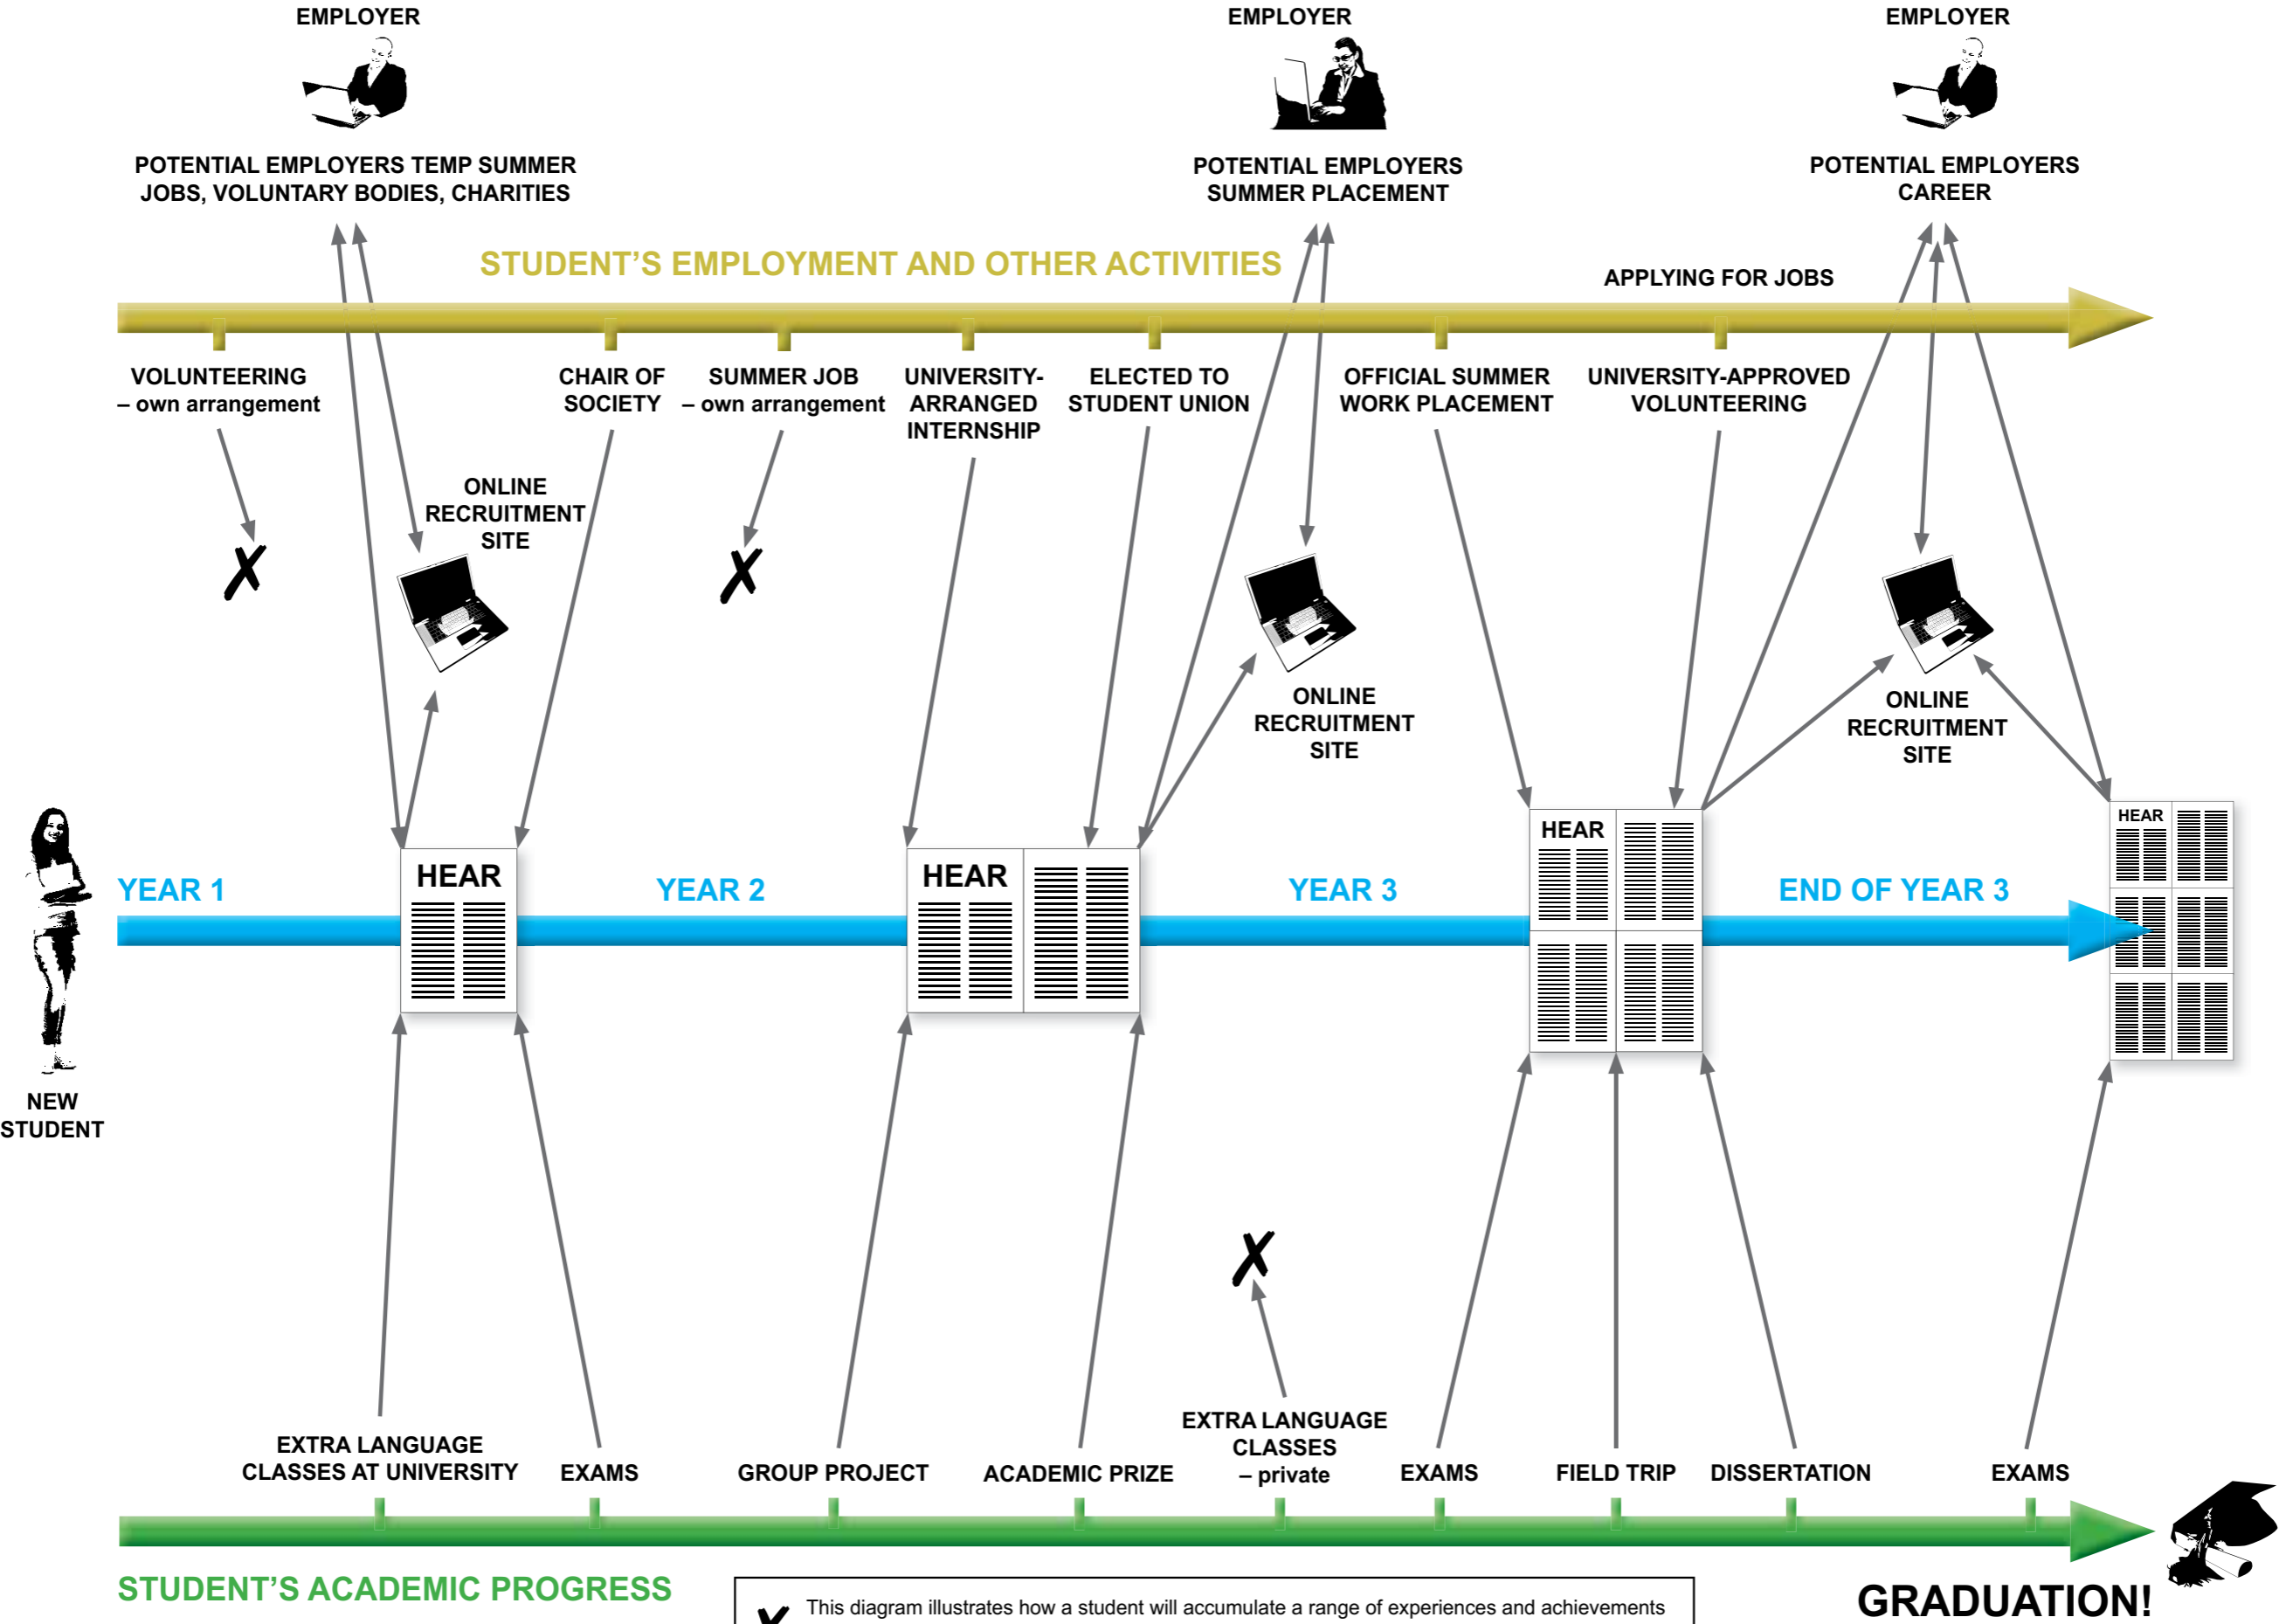 EMPLOYER
EMPLOYER
EMPLOYER
POTENTIAL EMPLOYERS TEMP SUMMER
JOBS, VOLUNTARY BODIES, CHARITIES
POTENTIAL EMPLOYERS
SUMMER PLACEMENT
POTENTIAL EMPLOYERS
CAREER
STUDENT’S EMPLOYMENT AND OTHER ACTIVITIES
APPLYING FOR JOBS
VOLUNTEERING
– own arrangement
CHAIR OF
SOCIETY
SUMMER JOB
– own arrangement
UNIVERSITY-
ARRANGED
INTERNSHIP
ELECTED TO
STUDENT UNION
OFFICIAL SUMMER
WORK PLACEMENT
UNIVERSITY-APPROVED
VOLUNTEERING
ONLINE
RECRUITMENT
SITE
ONLINE
RECRUITMENT
SITE
ONLINE
RECRUITMENT
SITE
YEAR 1
HEAR
YEAR 2
HEAR
YEAR 3
HEAR
END OF YEAR 3
HEAR
NEW
STUDENT
EXTRA LANGUAGE
CLASSES AT UNIVERSITY
EXAMS
GROUP PROJECT
ACADEMIC PRIZE
EXTRA LANGUAGE
CLASSES
– private
EXAMS
FIELD TRIP
DISSERTATION
EXAMS
STUDENT’S ACADEMIC PROGRESS
This diagram illustrates how a student will accumulate a range of experiences and achievements
GRADUATION!